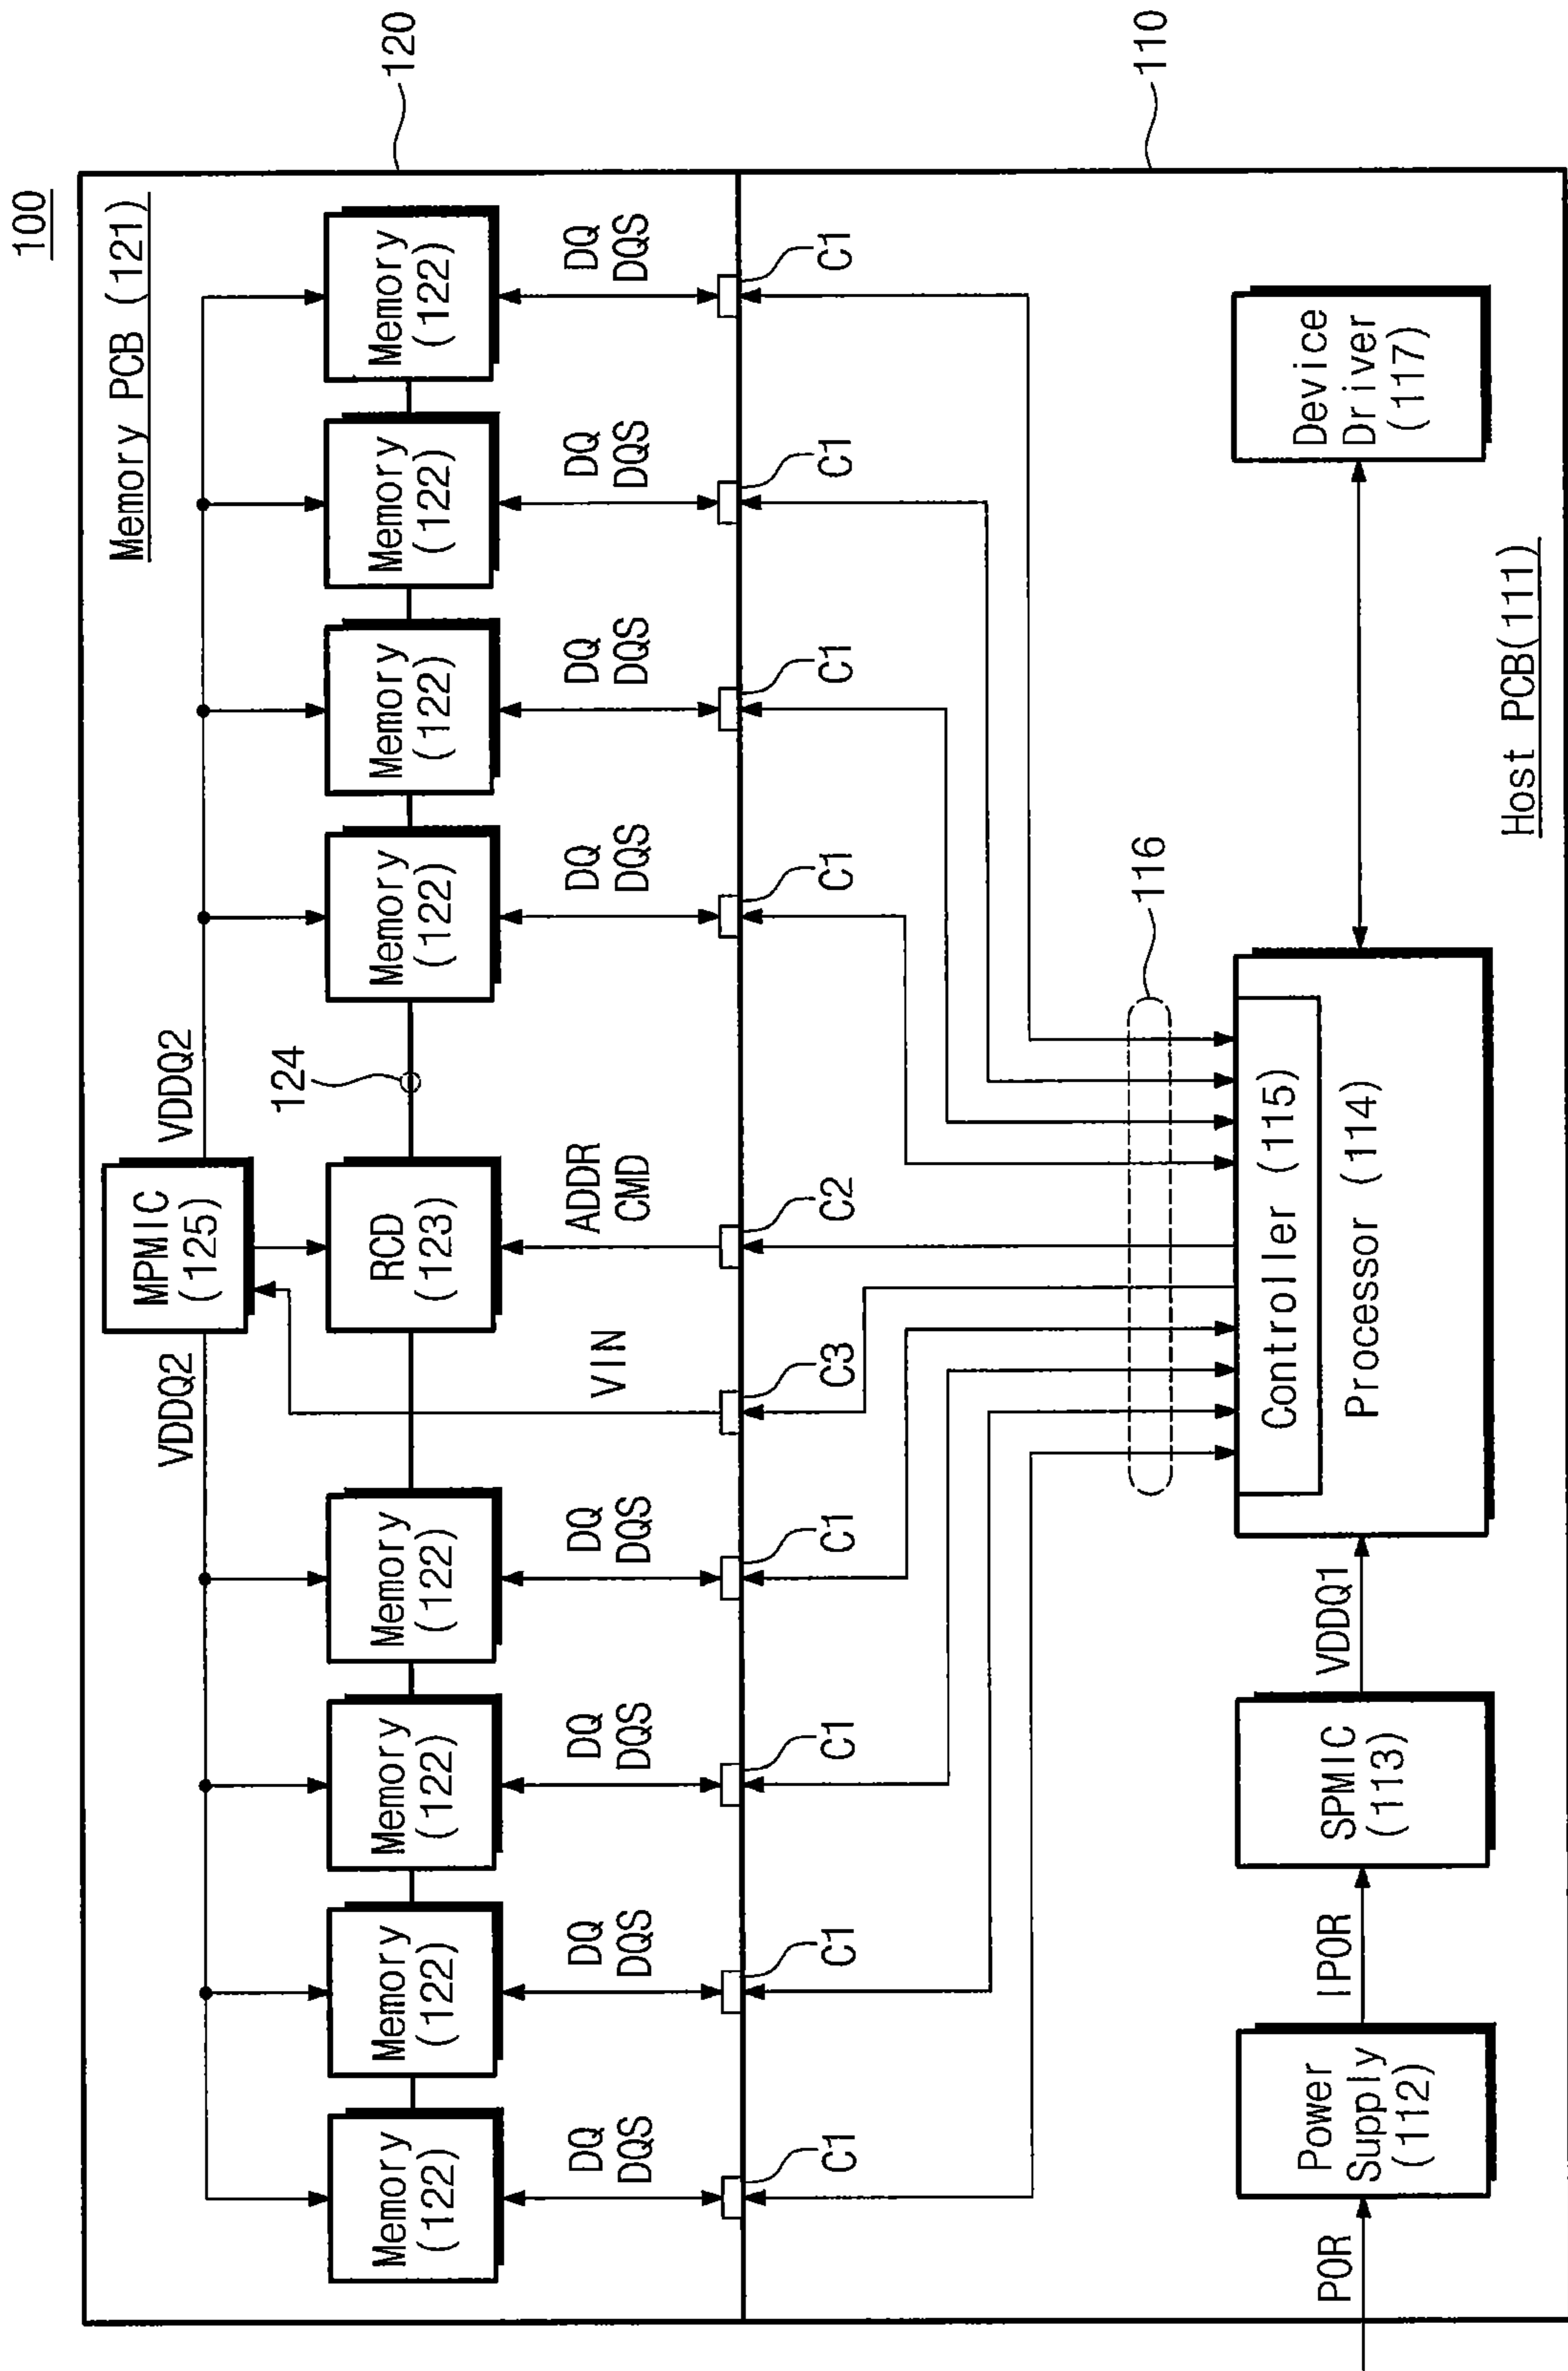 100
Memory PCB (121)
120
VDDQ2
MPMIC
(125)
VDDQ2
Memory
(122)
Memory
(122)
Memory
(122)
Memory
(122)
RCD
(123)
124
Memory
(122)
Memory
(122)
Memory
(122)
Memory
(122)
DQ
DQS
DQ
DQS
DQ
DQS
DQ
DQS
VIN
ADDR
CMD
DQ
DQS
DQ
DQS
DQ
DQS
DQ
DQS
C1
C1
C1
C1
C3
C2
C1
C1
C1
C1
116
110
POR
Power
Supply
(112)
IPOR
SPMIC
(113)
VDDQ1
Controller (115)
Processor (114)
Device
Driver
(117)
Host PCB(111)